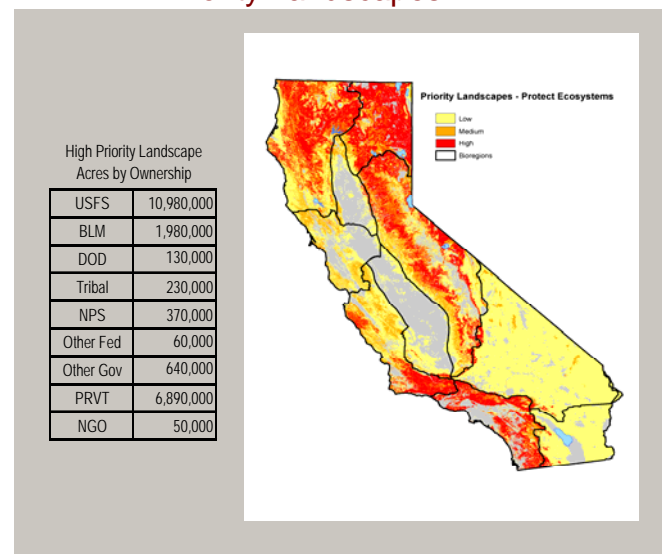 High Priority Landscape
Acres by Ownership
USFS 10,980,000
BLM 1,980,000
DOD 130,000
Tribal 230,000
NPS 370,000
Other Fed 60,000
Other Gov 640,000
PRVT 6,890,000
NGO 50,000
Priority Landscapes - Protect Ecosystems
Low
Medium
High
Bioregions